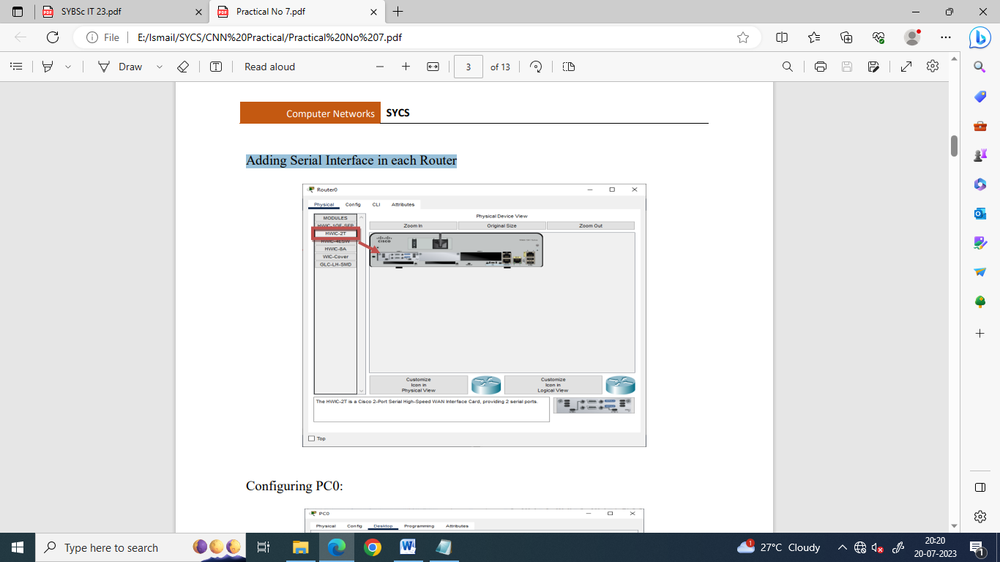 SYBSc IT 23.pdf
Practical No 7.pdf
File
E:/Ismail/SYCS/CNN%20Practical/Practical%20No%207.pdf
Draw
Read aloud
3
of 13
Computer Networks SYCS
Adding Serial Interface in each Router
Router0
Physical Config CLI Attributes
MODULES
HWIC-1GE-SFP
HWIC-2T
HWIC-4ESW
HWIC-8A
WIC-Cover
GLC-LH-SMD
Physical Device View
Zoom In Original Size Zoom Out
CISCO
Customize
Icon in
Physical View
Customize
Icon in
Logical View
The HWIC-2T is a Cisco 2-Port Serial High-Speed WAN Interface Card, providing 2 serial ports.
Top
Configuring PC0:
PC0
Physical Config Desktop Programming Attributes
Type here to search
1
27°C Cloudy
20:20
20-07-2023
1